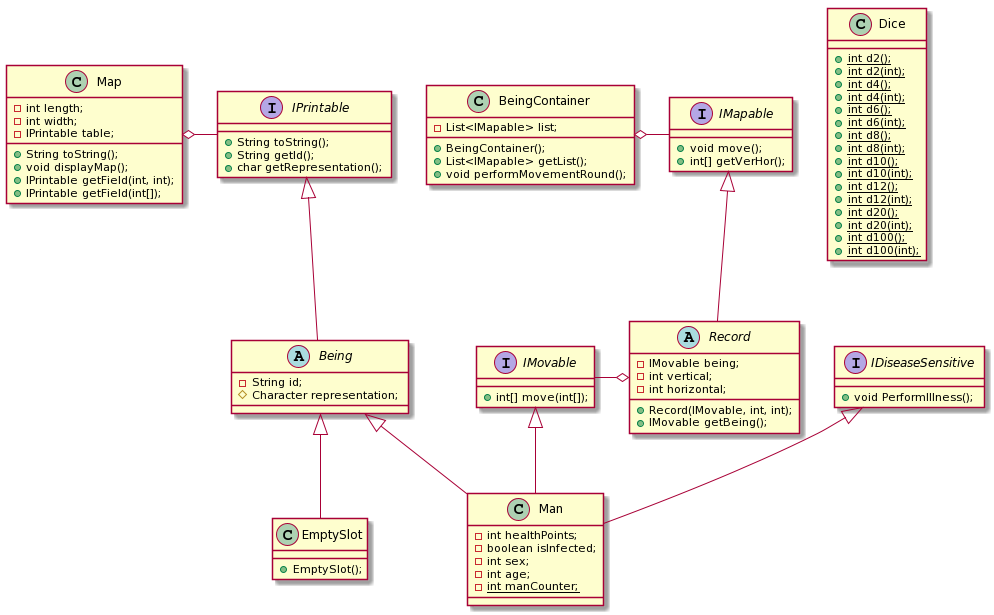 C Map
int length;
int width;
IPrintable table;
String toString();
void displayMap();
IPrintable getField(int, int);
IPrintable getField(int[]);
I IPrintable
String toString();
String getId();
char getRepresentation();
C BeingContainer
List<IMapable> list;
BeingContainer();
List<IMapable> getList();
void performMovementRound();
I IMapable
void move();
int[] getVerHor();
C Dice
int d2();
int d2(int);
int d4();
int d4(int);
int d6();
int d6(int);
int d8();
int d8(int);
int d10();
int d10(int);
int d12();
int d12(int);
int d20();
int d20(int);
int d100();
int d100(int);
A Being
String id;
Character representation;
I IMovable
int[] move(int[]);
A Record
IMovable being;
int vertical;
int horizontal;
Record(IMovable, int, int);
IMovable getBeing();
I IDiseaseSensitive
void PerformIllness();
C EmptySlot
EmptySlot();
C Man
int healthPoints;
boolean isInfected;
int sex;
int age;
int manCounter;